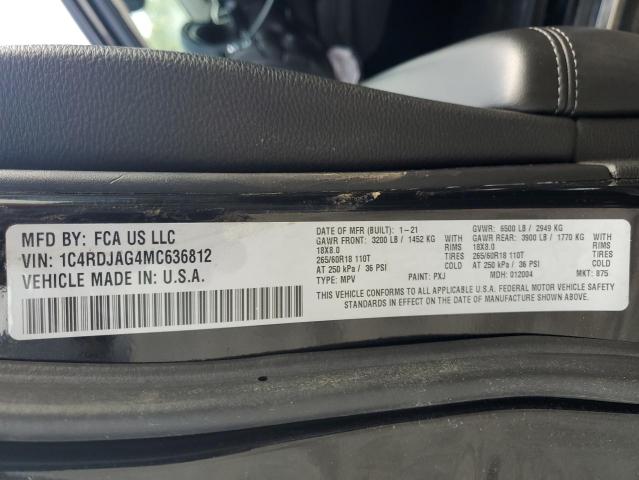 MFD BY: FCA US LLC
VIN: 1C4RDJAG4MC636812
VEHICLE MADE IN: U.S.A.
DATE OF MFR (BUILT): 1-21 GVWR: 6500 LB / 2949 KG
GAWR FRONT: 3200 LB / 1452 KG WITH GAWR REAR: 3900 LB / 1770 KG WITH
18X8.0 RIMS 18X8.0 RIMS
265/60R18 110T TIRES 265/60R18 110T TIRES
AT 250 kPa / 36 PSI COLD AT 250 kPa / 36 PSI COLD
TYPE: MPV PAINT: PXJ MDH: 012004 MKT: 875
THIS VEHICLE CONFORMS TO ALL APPLICABLE U.S.A. FEDERAL MOTOR VEHICLE SAFETY
STANDARDS IN EFFECT ON THE DATE OF MANUFACTURE SHOWN ABOVE.